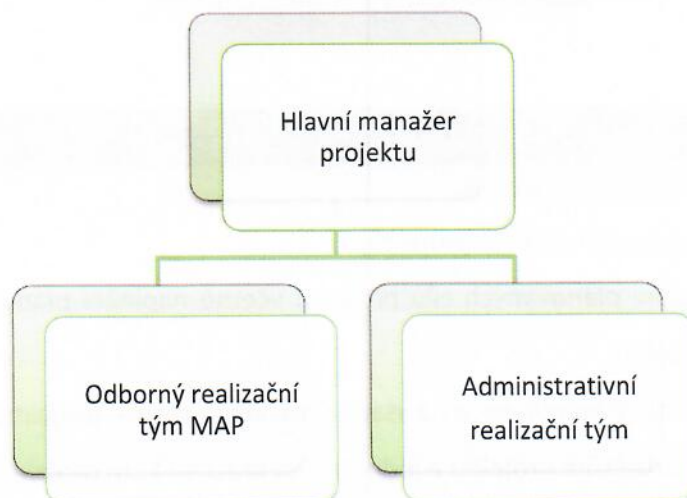 Hlavní manažer
projektu
Odborný realizační
tým MAP
Administrativní
realizační tým